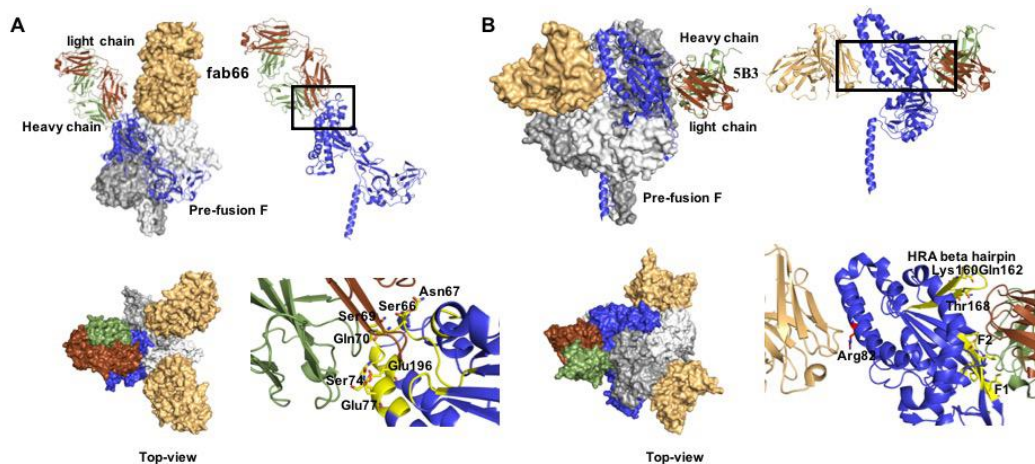 A
light chain
fab66
Heavy chain
Pre-fusion F
Asn67
Ser66
Ser69
Gln70
Glu196
Ser74
Glu77
Top-view
B
Heavy chain
5B3
light chain
Pre-fusion F
HRA beta hairpin
Lys160Gln162
Thr168
F2
Arg82
F1
Top-view